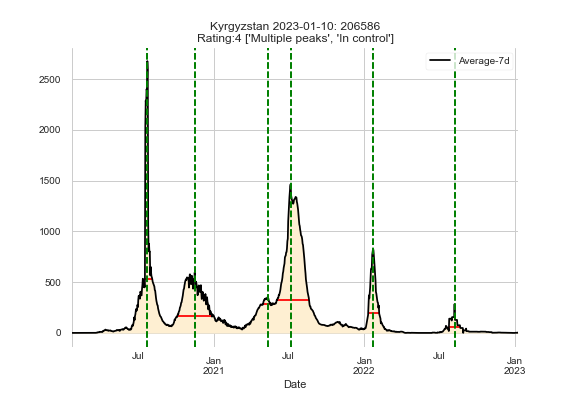 Kyrgyzstan 2023-01-10: 206586
Rating:4 ['Multiple peaks', 'In control']
Average-7d
2500
2000
1500
1000
500
0
Jul
Jan
2021
Jul
Jan
2022
Jul
Jan
2023
Date